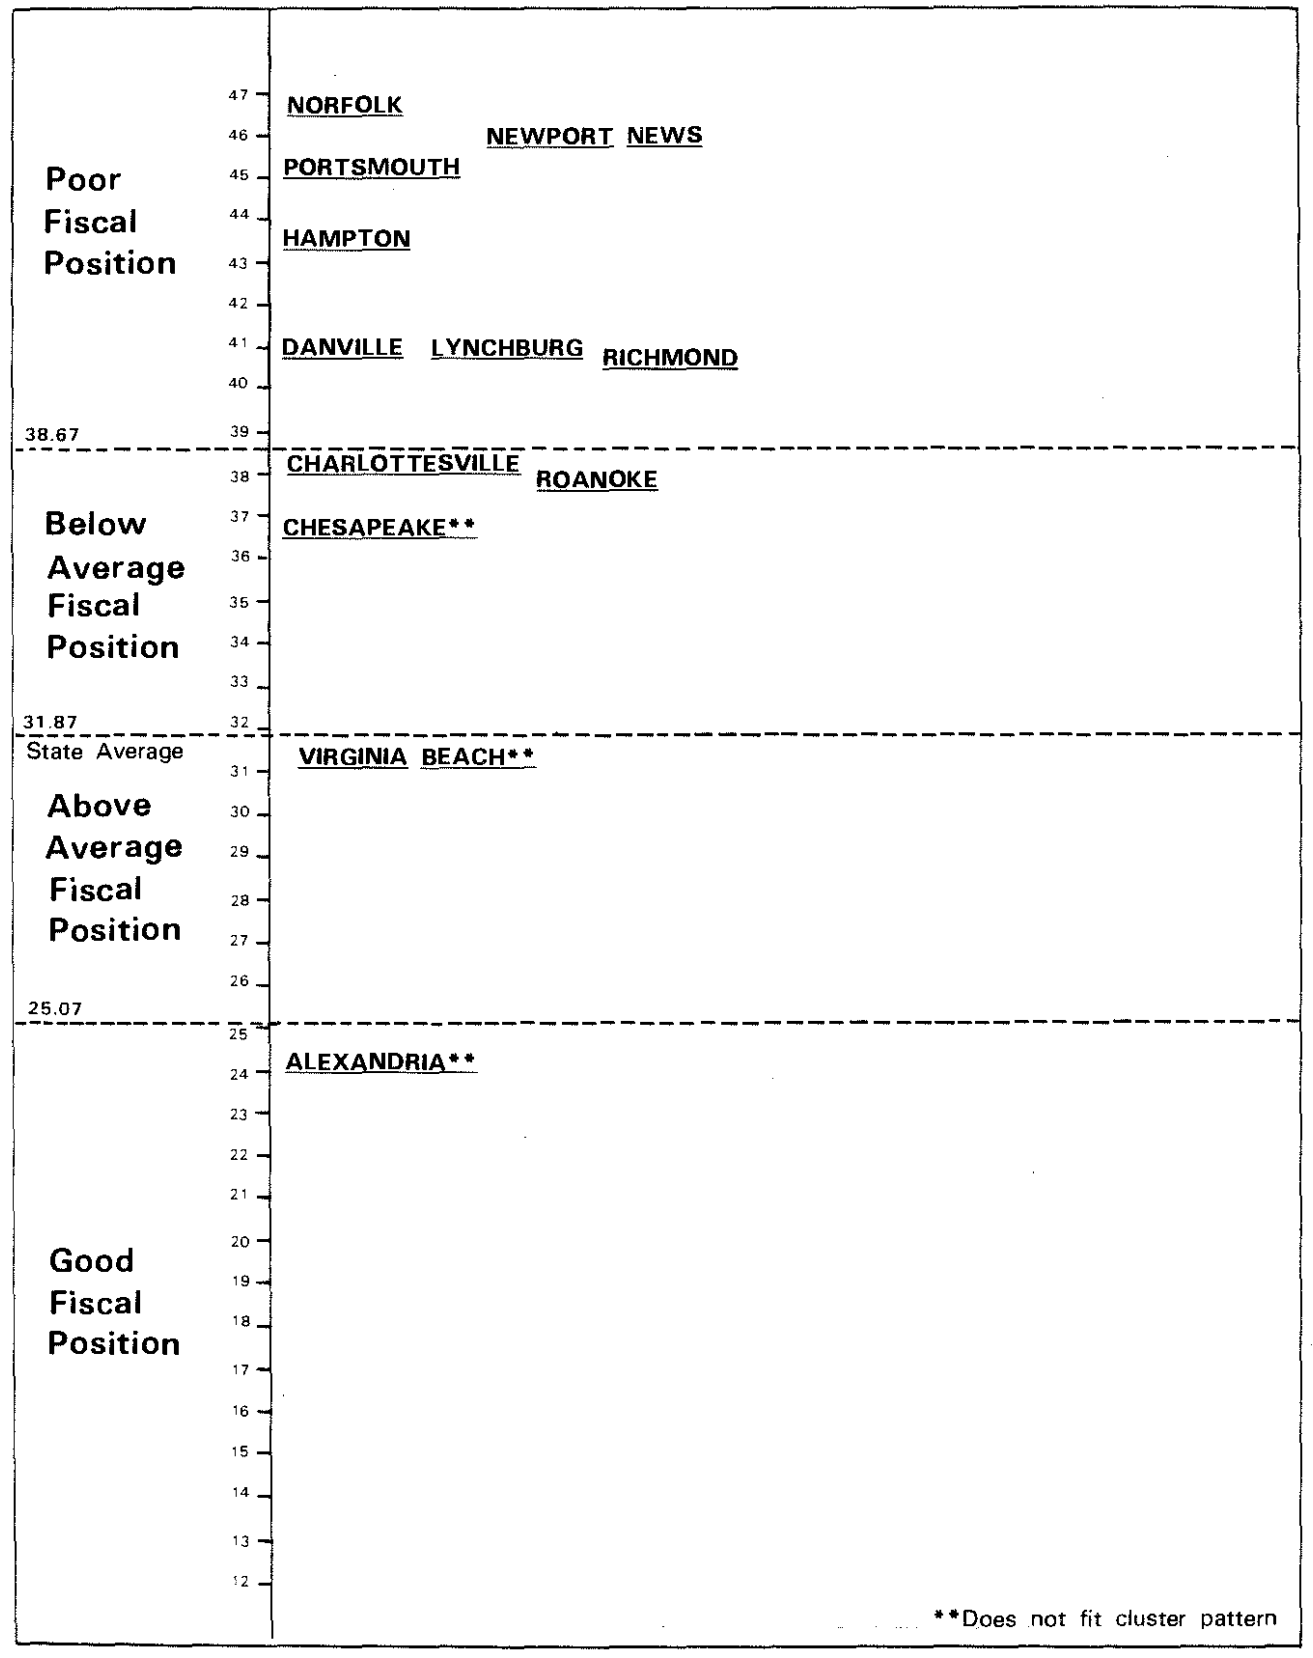 47
NORFOLK
46
NEWPORT NEWS
Poor
45
PORTSMOUTH
Fiscal
44
HAMPTON
Position
43
42
41
DANVILLE LYNCHBURG RICHMOND
40
38.67
39
CHARLOTTESVILLE
38
ROANOKE
Below
37
CHESAPEAKE**
Average
36
Fiscal
35
Position
34
33
31.87
32
State Average
VIRGINIA BEACH**
31
Above
30
Average
29
Fiscal
28
Position
27
26
25.07
25
ALEXANDRIA**
24
23
22
21
20
Good
19
Fiscal
18
Position
17
16
15
14
13
12
**Does not fit cluster pattern